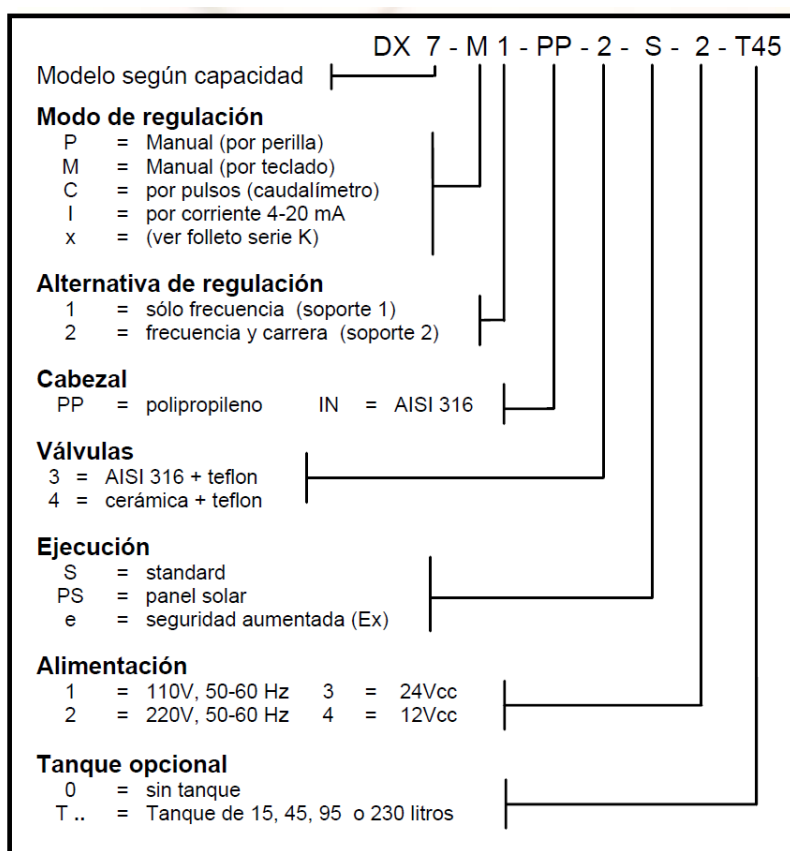 DX 7 - M 1 - PP - 2 - S - 2 - T45
Modelo según capacidad
Modo de regulación
P = Manual (por perilla)
M = Manual (por teclado)
C = por pulsos (caudalímetro)
I = por corriente 4-20 mA
x = (ver folleto serie K)
Alternativa de regulación
1 = sólo frecuencia (soporte 1)
2 = frecuencia y carrera (soporte 2)
Cabezal
PP = polipropileno IN = AISI 316
Válvulas
3 = AISI 316 + teflon
4 = cerámica + teflon
Ejecución
S = standard
PS = panel solar
e = seguridad aumentada (Ex)
Alimentación
1 = 110V, 50-60 Hz 3 = 24Vcc
2 = 220V, 50-60 Hz 4 = 12Vcc
Tanque opcional
0 = sin tanque
T .. = Tanque de 15, 45, 95 o 230 litros